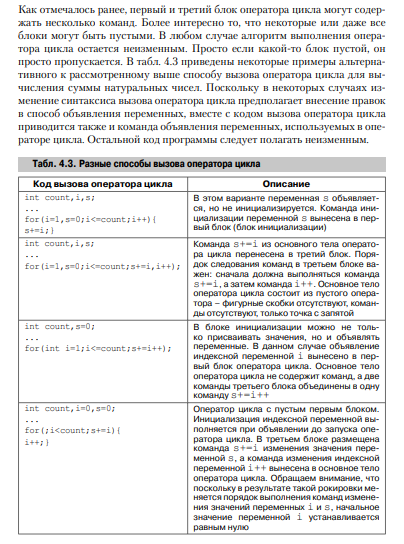 Как отмечалось ранее, первый и третий блок оператора цикла могут содер-
жать несколько команд. Более интересно то, что некоторые или даже все
блоки могут быть пустыми. В любом случае алгоритм выполнения опера-
тора цикла остается неизменным. Просто если какой-то блок пустой, он
просто пропускается. В табл. 4.3 приведены некоторые примеры альтерна-
тивного к рассмотренному выше способу вызова оператора цикла для вы-
числения суммы натуральных чисел. Поскольку в некоторых случаях из-
менение синтаксиса вызова оператора цикла предполагает внесение правок
в способ объявления переменных, вместе с кодом вызова оператора цикла
приводится также и команда объявления переменных, используемых в опе-
раторе цикла. Остальной код программы следует полагать неизменным.
Табл. 4.3. Разные способы вызова оператора цикла
Код вызова оператора цикла
Описание
int count,i,s;
...
for(i=1,s=0;i<=count;i++){
s+=i;}
В этом варианте переменная s объявляет-
ся, но не инициализируется. Команда ини-
циализации переменной s вынесена в пер-
вый блок (блок инициализации)
int count,i,s;
...
for(i=1,s=0;i<=count;s+=i,i++);
Команда s+=i из основного тела операто-
ра цикла перенесена в третий блок. Поря-
док следования команд в третьем блоке ва-
жен: сначала должна выполняться команда
s+=i, а затем команда i++. Основное тело
оператора цикла состоит из пустого опера-
тора – фигурные скобки отсутствуют, коман-
ды отсутствуют, только точка с запятой
int count,s=0;
...
for(int i=1;i<=count;s+=i++);
В блоке инициализации можно не толь-
ко присваивать значения, но и объявлять
переменные. В данном случае объявление
индексной переменной i вынесено в пер-
вый блок оператора цикла. Основное тело
оператора цикла не содержит команд, а две
команды третьего блока объединены в одну
команду s+=i++
int count,i=0,s=0;
...
for(;i<count;s+=i){
i++;}
Оператор цикла с пустым первым блоком.
Инициализация индексной переменной вы-
полняется при объявлении до запуска опе-
ратора цикла. В третьем блоке размещена
команда s+=i изменения значения пере-
менной s, а команда изменения индексной
переменной i++ вынесена в основное тело
оператора цикла. Обращаем внимание, что
поскольку в результате такой рокировки ме-
няется порядок выполнения команд измене-
ния значений переменных i и s, начальное
значение переменной i устанавливается
равным нулю